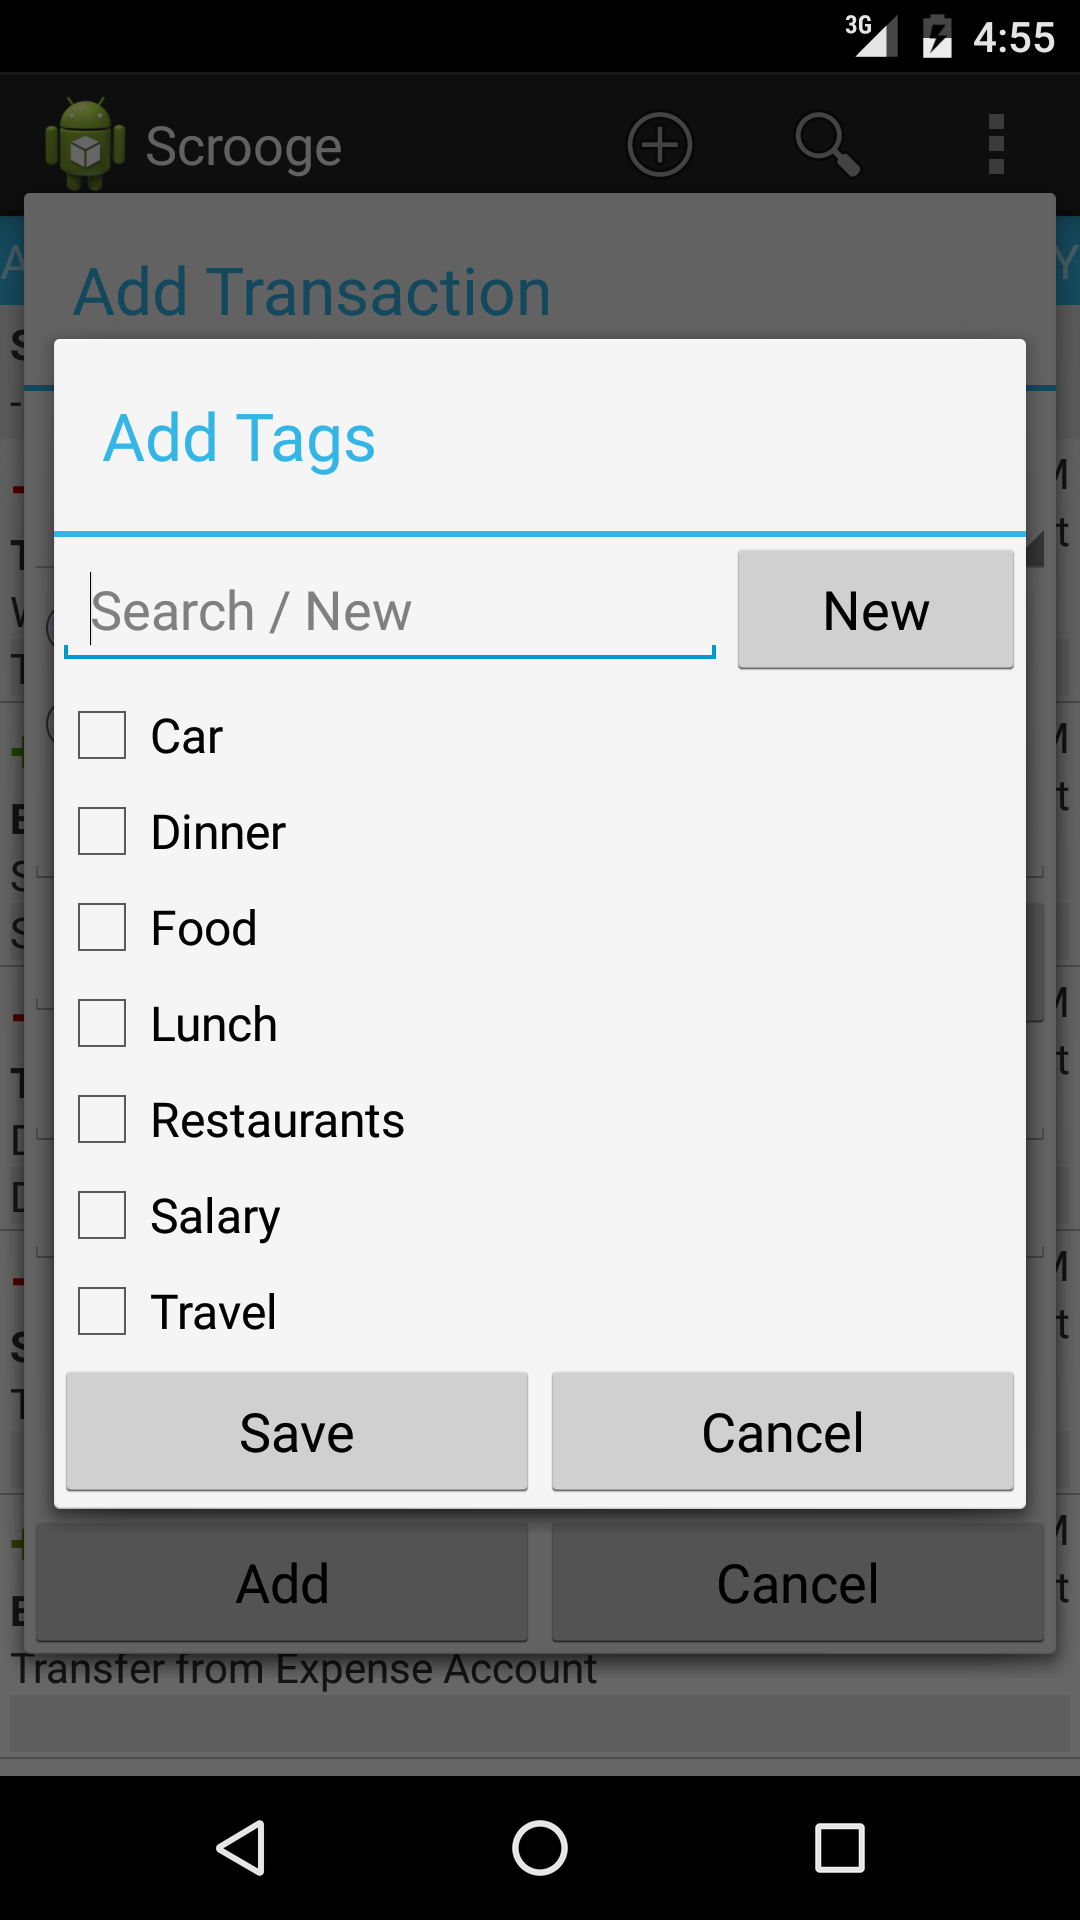 3G 4:55
Scrooge
Add Transaction
Add Tags
Search / New
New
Car
Dinner
Food
Lunch
Restaurants
Salary
Travel
Save
Cancel
Add
Cancel
Transfer from Expense Account